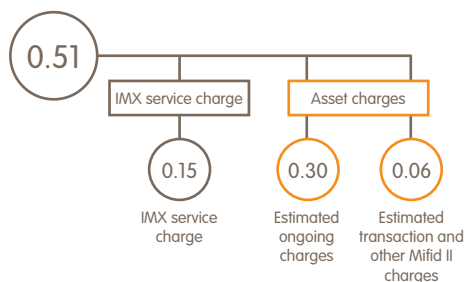 0.51
IMX service charge
Asset charges
0.15
0.30
0.06
IMX service
charge
Estimated
ongoing
charges
Estimated
transaction and
other Mifid II
charges